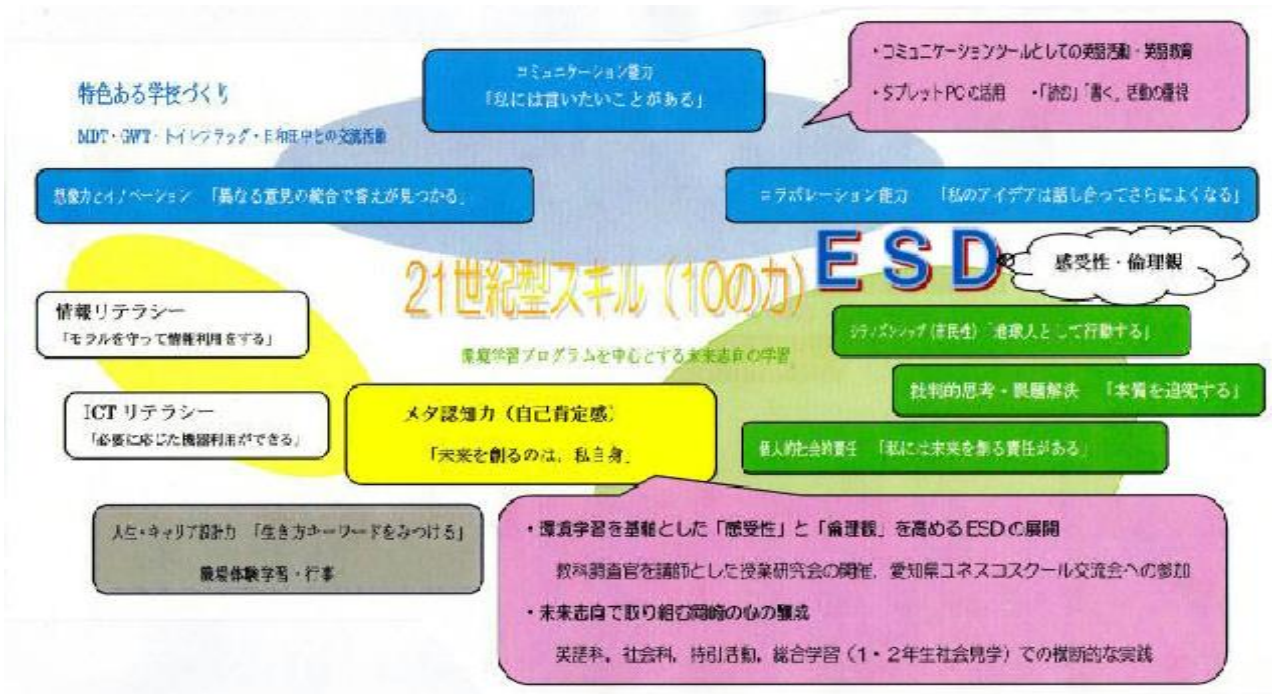 コミュニケーション能力
「私には言いたいことがある」
・コミュニケーションツールとしての英語活動・英語教育
・SブレットPCの活用 ・「読む」「書く」活動の重視
特色ある学校づくり
MDT・GWT・トイレフラッグ・日和田中との交流活動
想像力とイノベーション 「異なる意見の統合で答えが見つかる」
コラボレーション能力 「私のアイデアは話し合ってさらによくなる」
21世紀型スキル(10の力)
ESD
感受性・倫理観
情報リテラシー
「モラルを守って情報利用をする」
シティズンシップ(市民性)「地球人として行動する」
環境学習プログラムを中心とする未来志向の学習
批判的思考・課題解決 「本質を追究する」
ICTリテラシー
「必要に応じた機器利用ができる」
メタ認知力(自己肯定感)
「未来を創るのは、私自身」
個人的社会的責任 「私には未来を創る責任がある」
人生・キャリア設計力 「生き方キーワードをみつける」
職場体験学習・行事
・環境学習を基軸とした「感受性」と「倫理観」を高めるESDの展開
教科調査官を講師とした授業研究会の開催、愛知県ユネスコスクール交流会への参加
・未来志向で取り組む岡崎の心の醸成
英語科，社会科，特別活動，総合学習（1・2年生社会見学）での横断的な実践